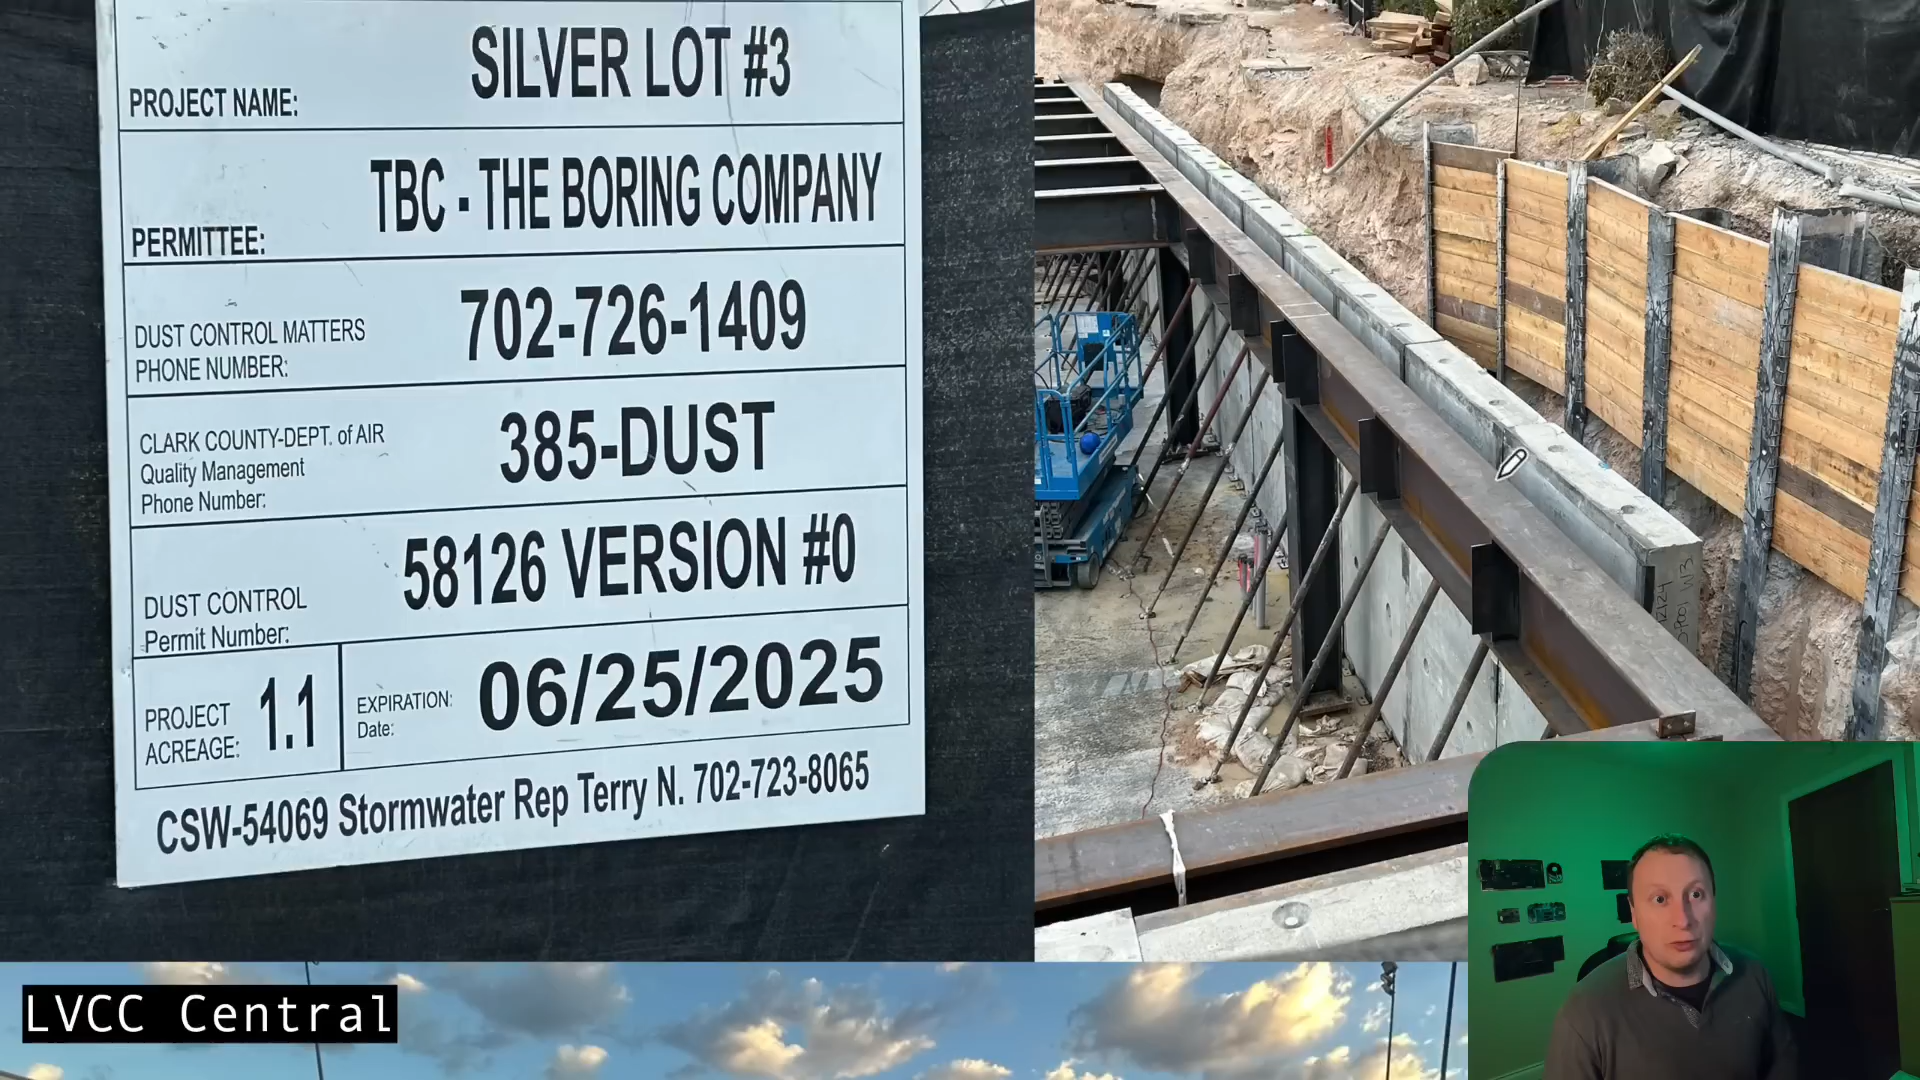 PROJECT NAME: SILVER LOT #3
PERMITTEE: TBC - THE BORING COMPANY
DUST CONTROL MATTERS
PHONE NUMBER: 702-726-1409
CLARK COUNTY-DEPT. of AIR
Quality Management
Phone Number: 385-DUST
DUST CONTROL
Permit Number: 58126 VERSION #0
PROJECT
ACREAGE: 1.1
EXPIRATION:
Date: 06/25/2025
CSW-54069 Stormwater Rep Terry N. 702-723-8065
12/24
LVCC Central